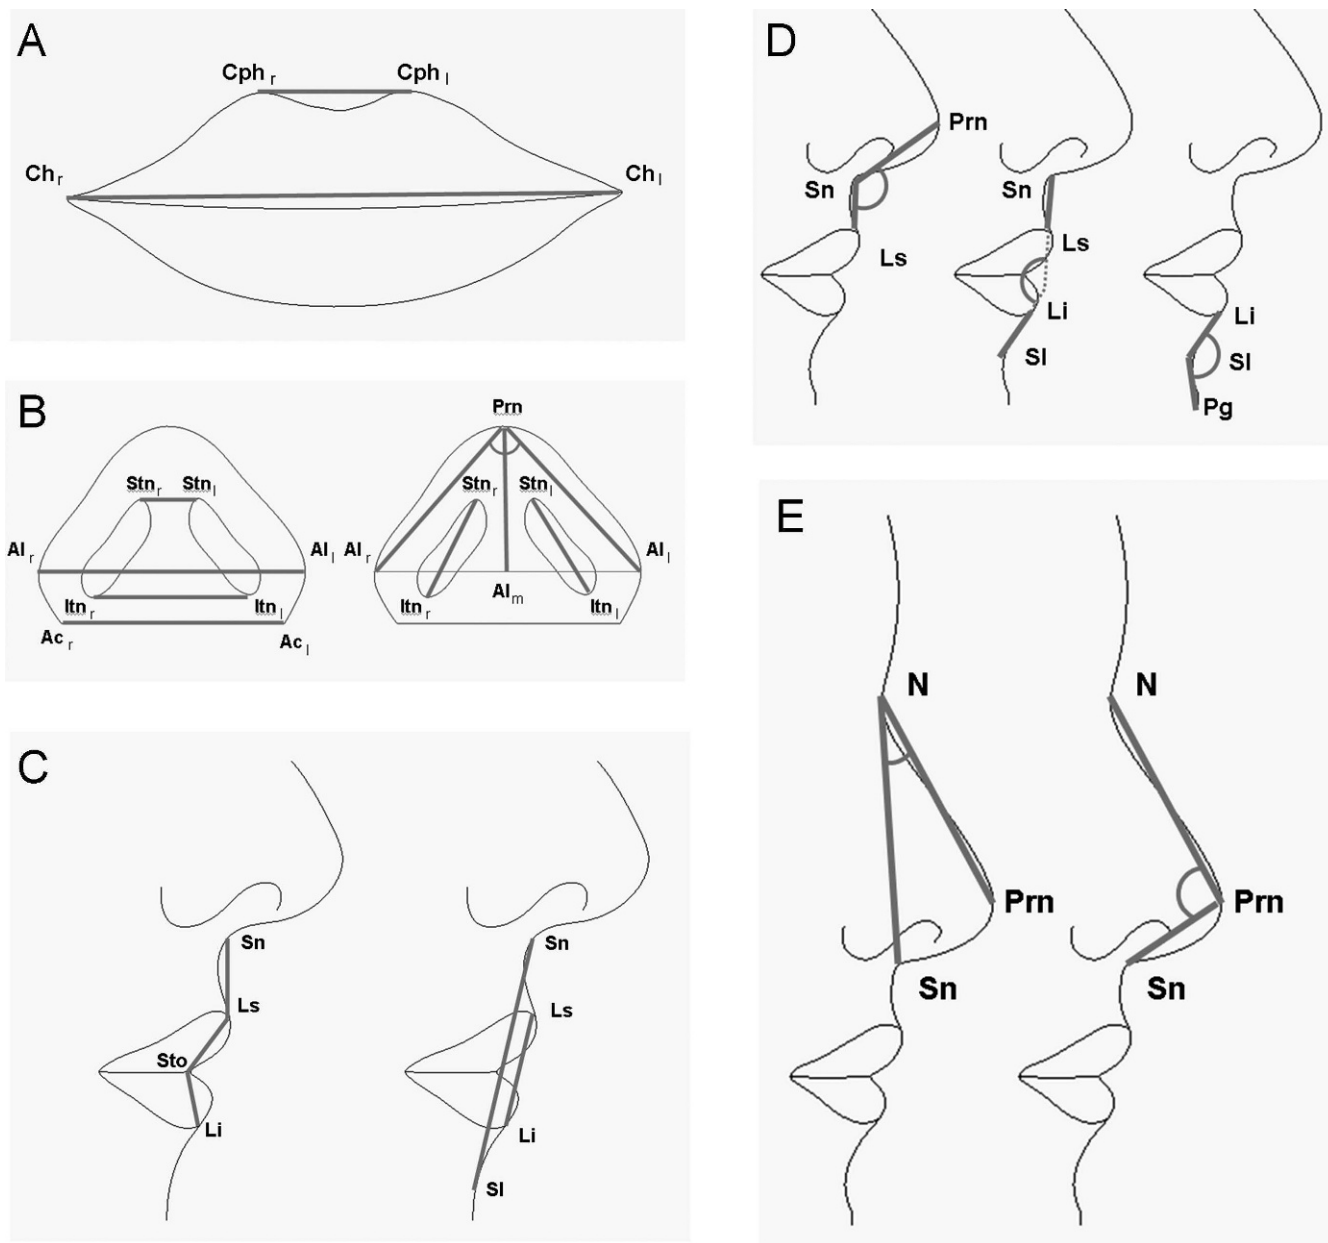 A
Cph r Cph l
Ch r Ch l
B
Stn r Stn l
Al r Al l
Itn r Itn l
Ac r Ac l
Prn
Stn r Stn l
Al r Al l
Al m
Itn r Itn l
C
Sn
Ls
Sto
Li
Sn
Ls
Li
Sl
D
Prn
Sn
Ls
Sn
Ls
Li
Sl
Li
Sl
Pg
E
N
Prn
Sn
N
Prn
Sn